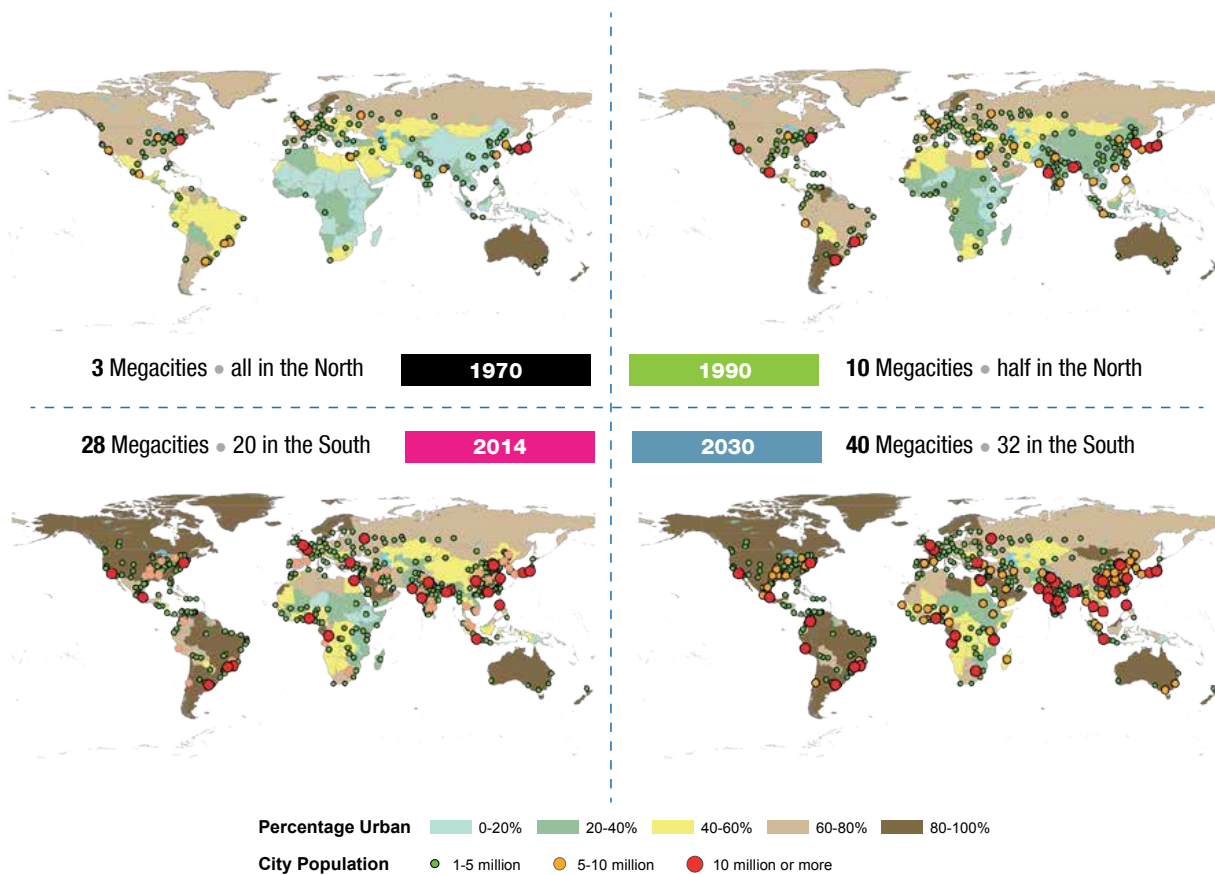 3 Megacities ● all in the North
1970
1990
10 Megacities ● half in the North
28 Megacities ● 20 in the South
2014
2030
40 Megacities ● 32 in the South
Percentage Urban 0-20% 20-40% 40-60% 60-80% 80-100%
City Population 1-5 million 5-10 million 10 million or more